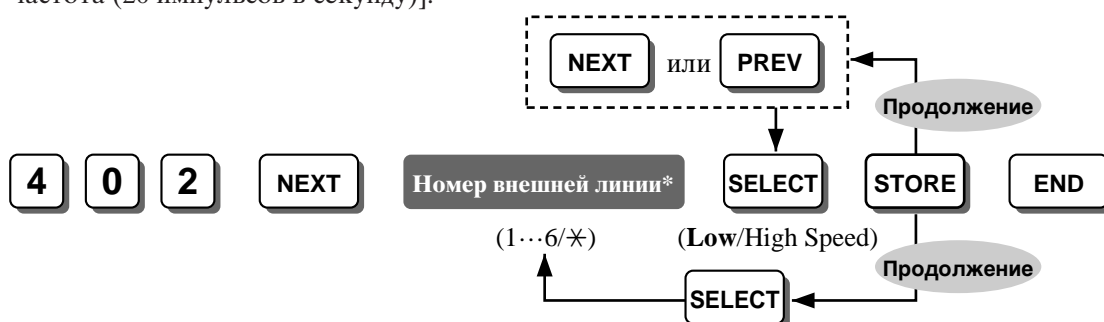 частота (20 импульсов в секунду)].
NEXT или PREV
Продолжение
4 0 2 NEXT Номер внешней линии* SELECT STORE END
(1···6/✳) (Low/High Speed)
Продолжение
SELECT